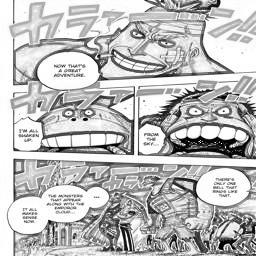 NOW THAT'S
A GREAT
ADVENTURE.
FROM
THE
SKY...
I'M ALL
SHAKEN
UP.
THERE'S
ONLY ONE
BELL THAT
RINGS
LIKE THAT.
...
THE MONSTERS
THAT APPEAR
ALONG WITH
THE EMPOROR
CLOUD...
IT ALL
MAKES
SENSE
NOW.